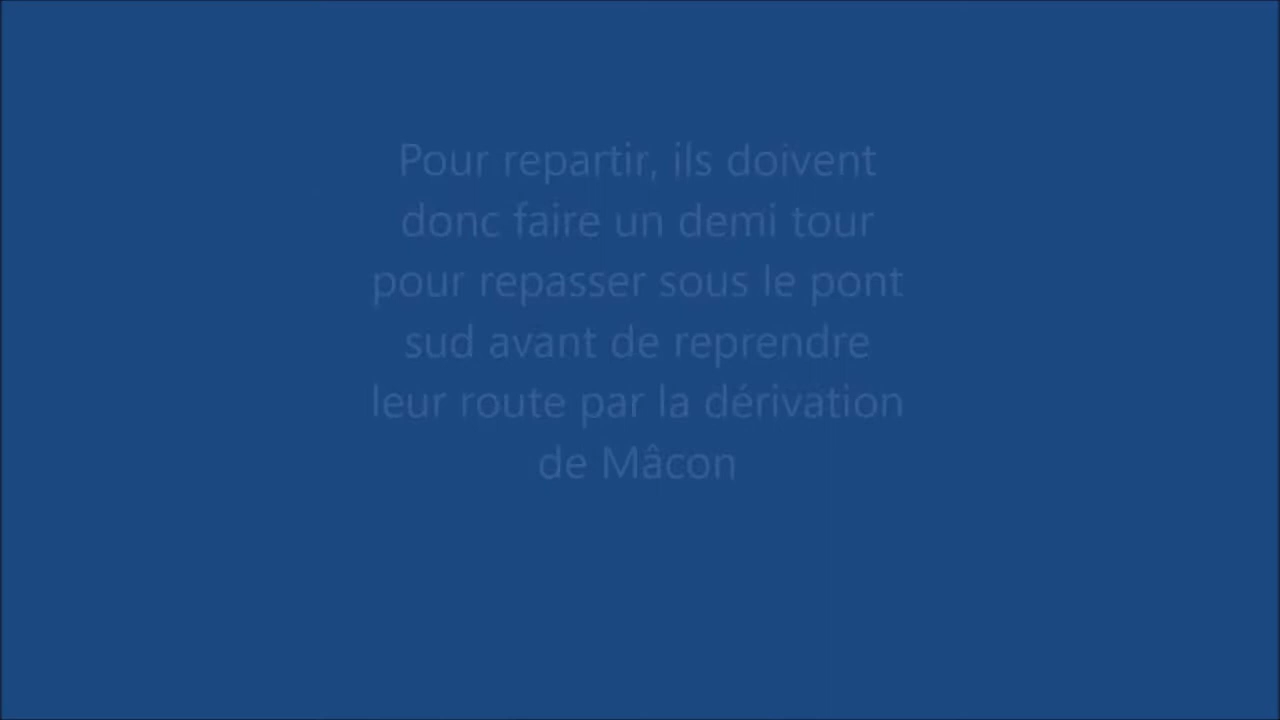 Pour repartir, ils doivent
donc faire un demi tour
pour repasser sous le pont
sud avant de reprendre
leur route par la dérivation
de Mâcon